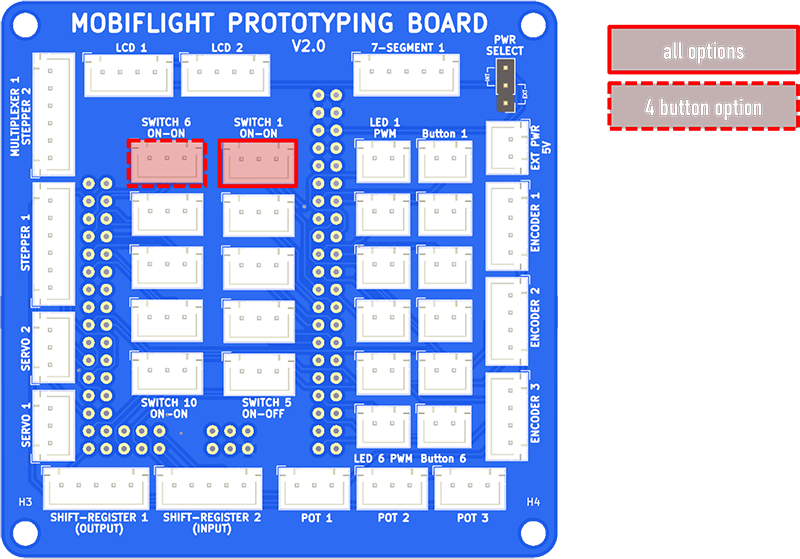 MOBIFLIGHT PROTOTYPING BOARD
V2.0
LCD 1
LCD 2
7-SEGMENT 1
PWR
SELECT
INT
EXT
all options
4 button option
MULTIPLEXER 1
STEPPER 2
SWITCH 6
ON-ON
SWITCH 1
ON-ON
LED 1
PWM
Button 1
EXT PWR
5V
STEPPER 1
ENCODER 1
SERVO 2
ENCODER 2
SERVO 1
SWITCH 10
ON-ON
SWITCH 5
ON-OFF
ENCODER 3
LED 6 PWM
Button 6
H3
H4
SHIFT-REGISTER 1
(OUTPUT)
SHIFT-REGISTER 2
(INPUT)
POT 1
POT 2
POT 3